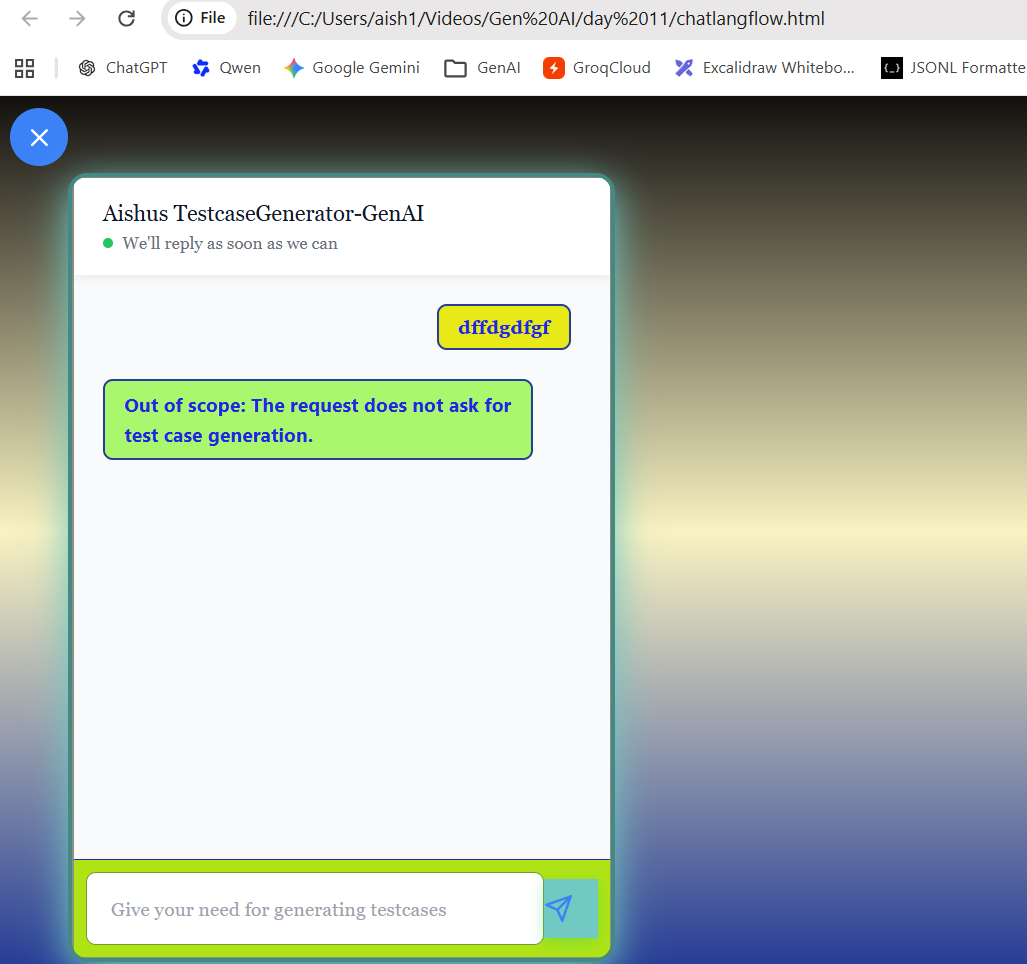 File
file:///C:/Users/aish1/Videos/Gen%20AI/day%2011/chatlangflow.html
ChatGPT
Qwen
Google Gemini
GenAI
GroqCloud
Excalidraw Whitebo...
JSONL Formatte
Aishus TestcaseGenerator-GenAI
We'll reply as soon as we can
dffdgdfgf
Out of scope: The request does not ask for
test case generation.
Give your need for generating testcases